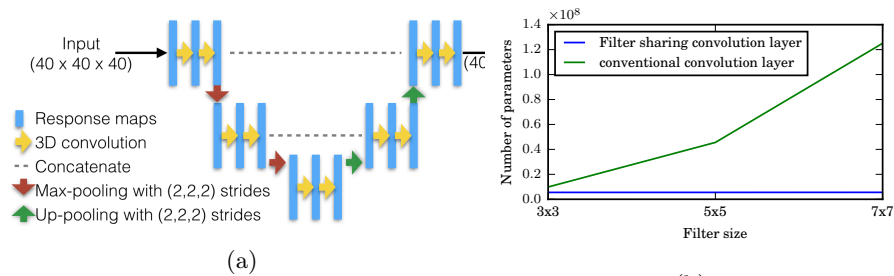 Input
(40 x 40 x 40)
(40
Response maps
3D convolution
Concatenate
Max-pooling with (2,2,2) strides
Up-pooling with (2,2,2) strides
(a)
×10⁸
1.4
1.2
1.0
0.8
0.6
0.4
0.2
0.0
Number of parameters
Filter sharing convolution layer
conventional convolution layer
3x3
5x5
7x7
Filter size